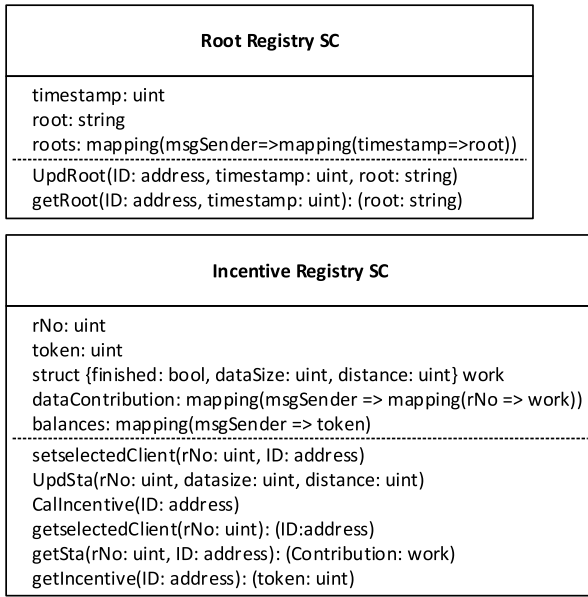 Root Registry SC
timestamp: uint
root: string
roots: mapping(msgSender=>mapping(timestamp=>root))
UpdRoot(ID: address, timestamp: uint, root: string)
getRoot(ID: address, timestamp: uint): (root: string)
Incentive Registry SC
rNo: uint
token: uint
struct {finished: bool, dataSize: uint, distance: uint} work
dataContribution: mapping(msgSender => mapping(rNo => work))
balances: mapping(msgSender => token)
setselectedClient(rNo: uint, ID: address)
UpdSta(rNo: uint, datasize: uint, distance: uint)
CalIncentive(ID: address)
getselectedClient(rNo: uint): (ID:address)
getSta(rNo: uint, ID: address): (Contribution: work)
getIncentive(ID: address): (token: uint)